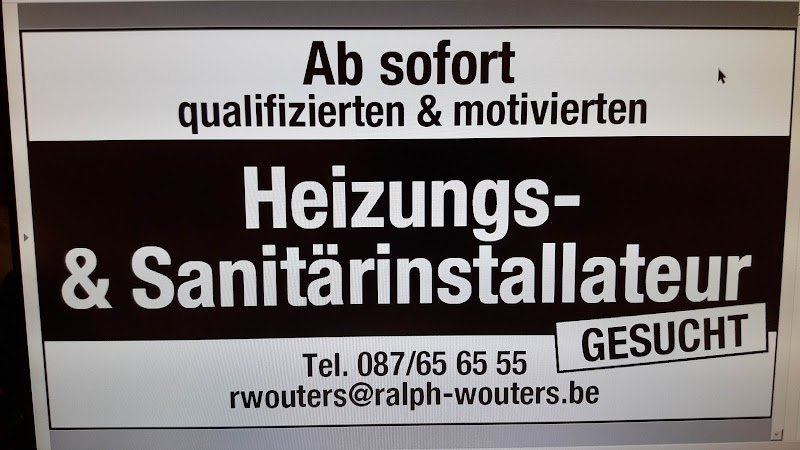 Ab sofort
qualifizierten & motivierten
Heizungs-
& Sanitärinstallateur
GESUCHT
Tel. 087/65 65 55
rwouters@ralph-wouters.be